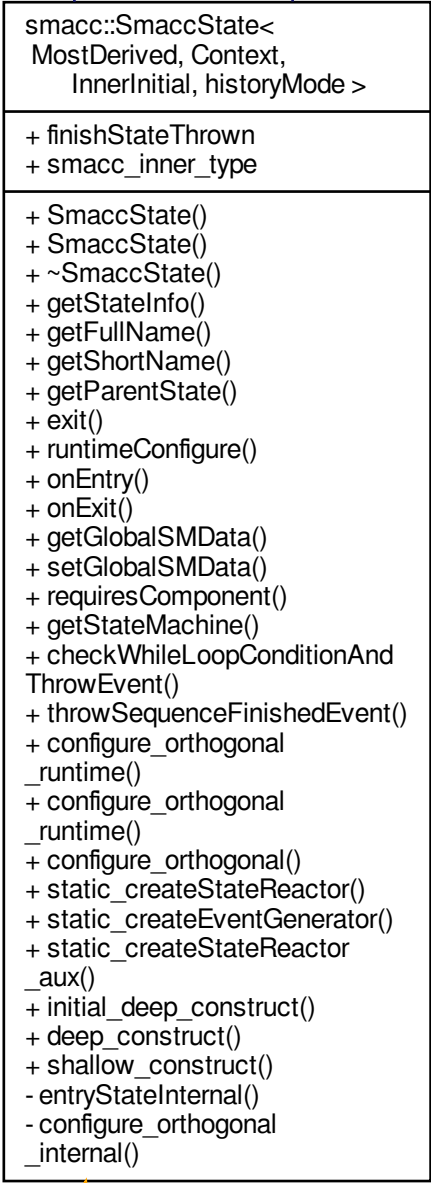 smacc::SmaccState<
MostDerived, Context,
InnerInitial, historyMode >
+ finishStateThrown
+ smacc_inner_type
+ SmaccState()
+ SmaccState()
+ ~SmaccState()
+ getStateInfo()
+ getFullName()
+ getShortName()
+ getParentState()
+ exit()
+ runtimeConfigure()
+ onEntry()
+ onExit()
+ getGlobalSMData()
+ setGlobalSMData()
+ requiresComponent()
+ getStateMachine()
+ checkWhileLoopConditionAnd
ThrowEvent()
+ throwSequenceFinishedEvent()
+ configure_orthogonal
_runtime()
+ configure_orthogonal
_runtime()
+ configure_orthogonal()
+ static_createStateReactor()
+ static_createEventGenerator()
+ static_createStateReactor
_aux()
+ initial_deep_construct()
+ deep_construct()
+ shallow_construct()
- entryStateInternal()
- configure_orthogonal
_internal()